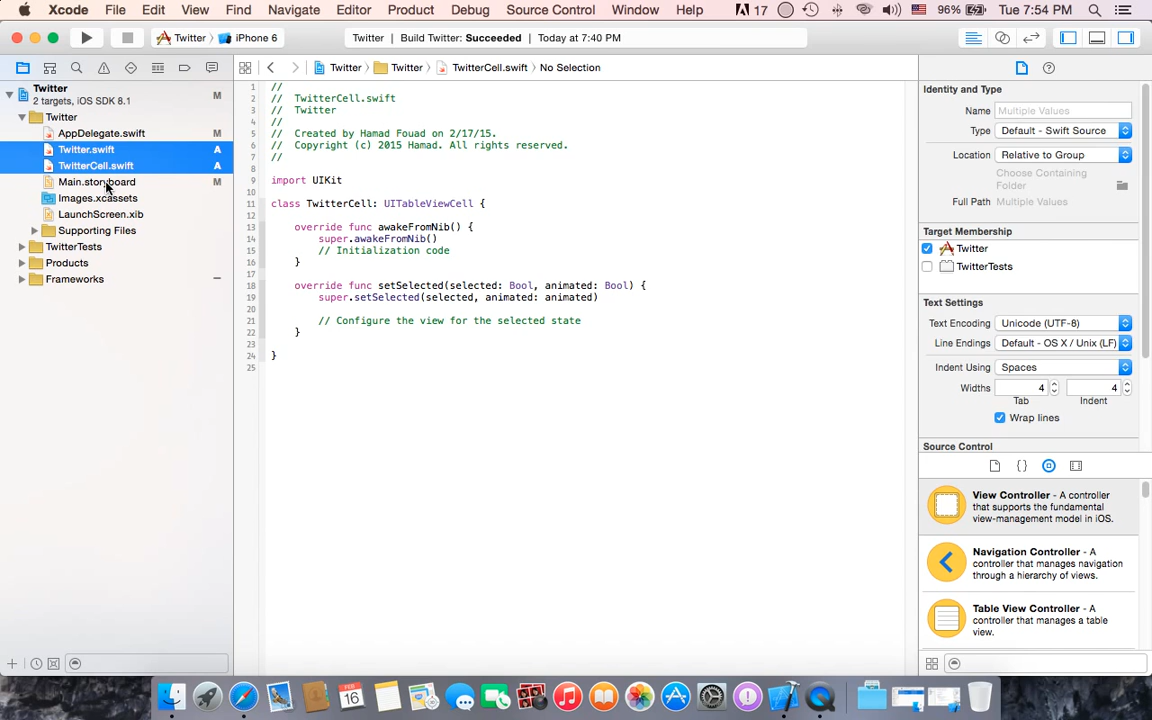 Xcode File Edit View Find Navigate Editor Product Debug Source Control Window Help 17 96% Tue 7:54 PM
Twitter iPhone 6 Twitter | Build Twitter: Succeeded | Today at 7:40 PM
Twitter Twitter TwitterCell.swift No Selection
Twitter M
2 targets, iOS SDK 8.1
Twitter
AppDelegate.swift M
Twitter.swift A
TwitterCell.swift A
Main.storyboard M
Images.xcassets
LaunchScreen.xib
Supporting Files
TwitterTests
Products
Frameworks
1 //
2 // TwitterCell.swift
3 // Twitter
4 //
5 // Created by Hamad Fouad on 2/17/15.
6 // Copyright (c) 2015 Hamad. All rights reserved.
7 //
8
9 import UIKit
10
11 class TwitterCell: UITableViewCell {
12
13 override func awakeFromNib() {
14 super.awakeFromNib()
15 // Initialization code
16 }
17
18 override func setSelected(selected: Bool, animated: Bool) {
19 super.setSelected(selected, animated: animated)
20
21 // Configure the view for the selected state
22 }
23
24 }
25
Identity and Type
Name Multiple Values
Type Default - Swift Source
Location Relative to Group
Choose Containing
Folder
Full Path Multiple Values
Target Membership
Twitter
TwitterTests
Text Settings
Text Encoding Unicode (UTF-8)
Line Endings Default - OS X / Unix (LF)
Indent Using Spaces
Widths 4 4
Tab Indent
Wrap lines
Source Control
{ }
View Controller - A controller
that supports the fundamental
view-management model in iOS.
Navigation Controller - A
controller that manages navigation
through a hierarchy of views.
Table View Controller - A
controller that manages a table
view.
FEB
16